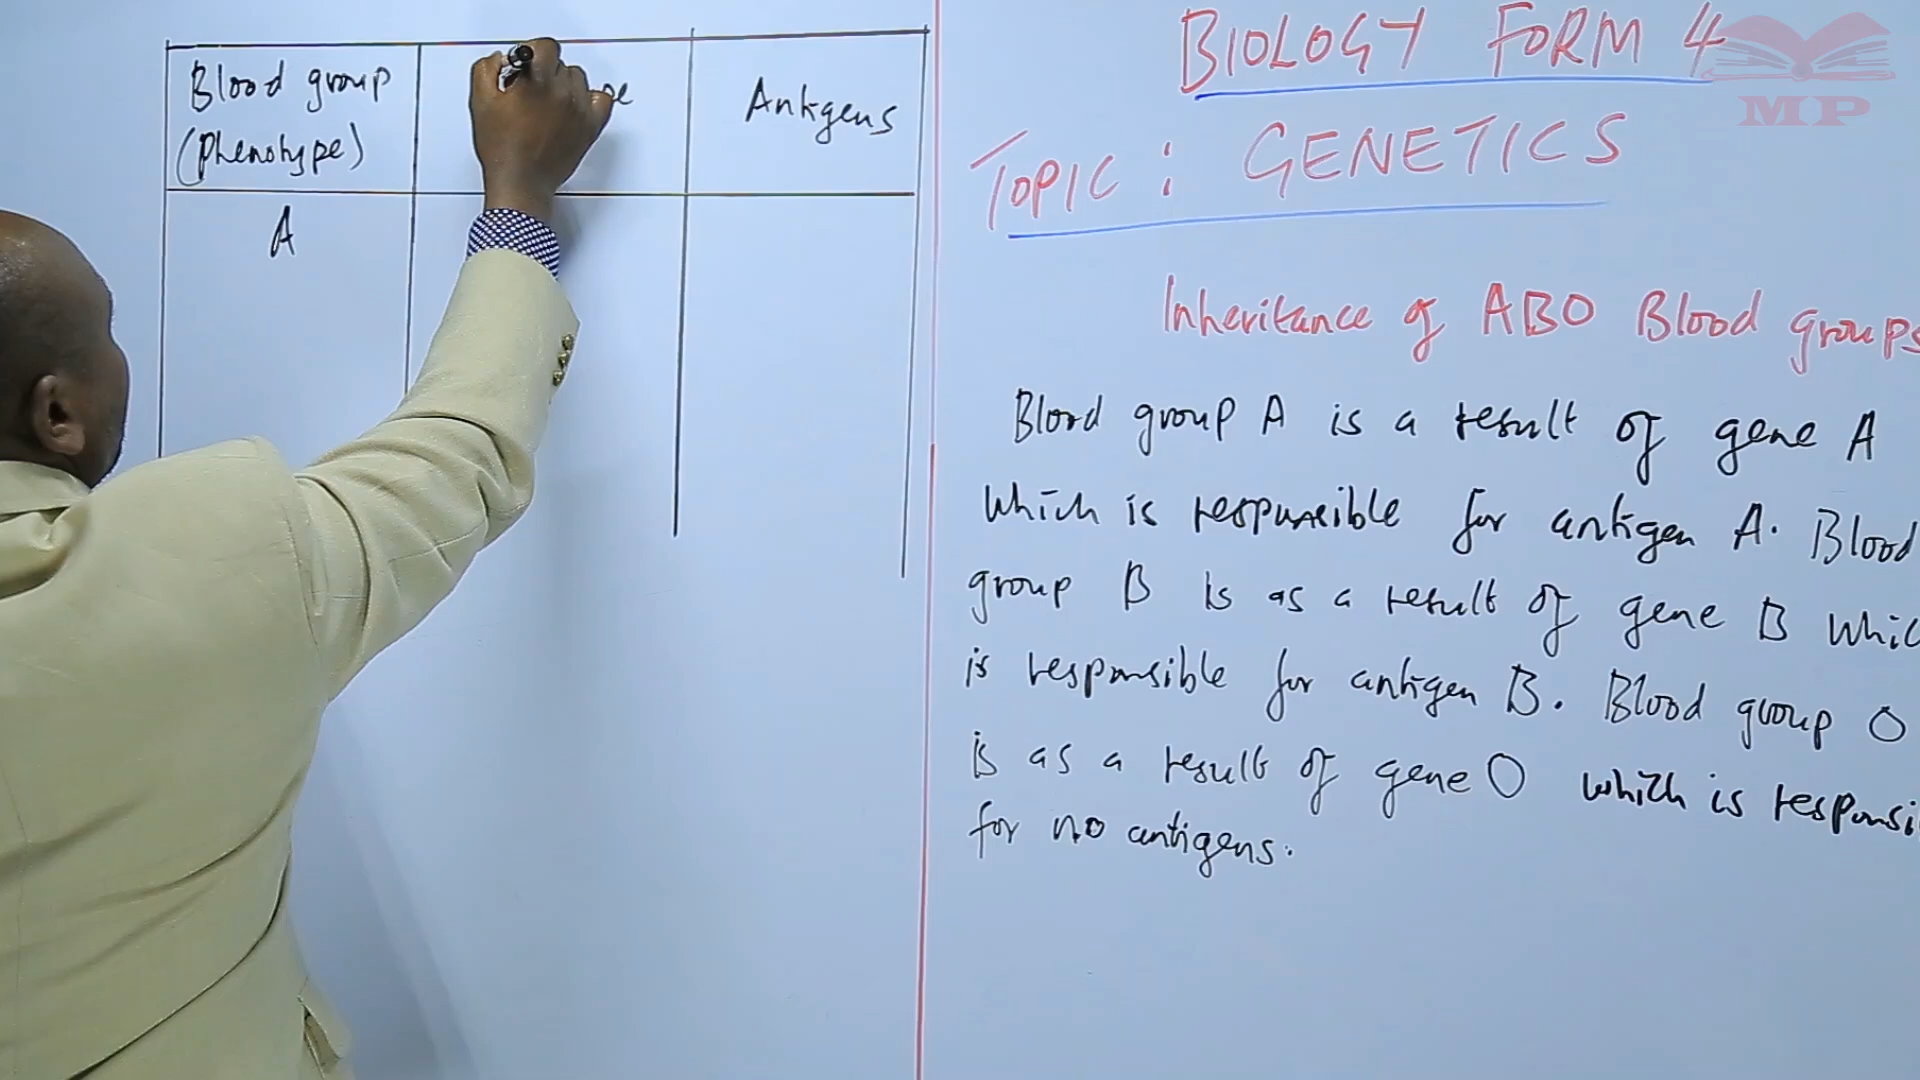 Blood group
(Phenotype)
Antigens
A
BIOLOGY FORM 4
MP
TOPIC : GENETICS
Inheritance of ABO Blood groups
Blood group A is a result of gene A
which is responsible for antigen A. Blood
group B is as a result of gene B whic
is responsible for antigen B. Blood group O
is as a result of gene O which is responsi
for no antigens.